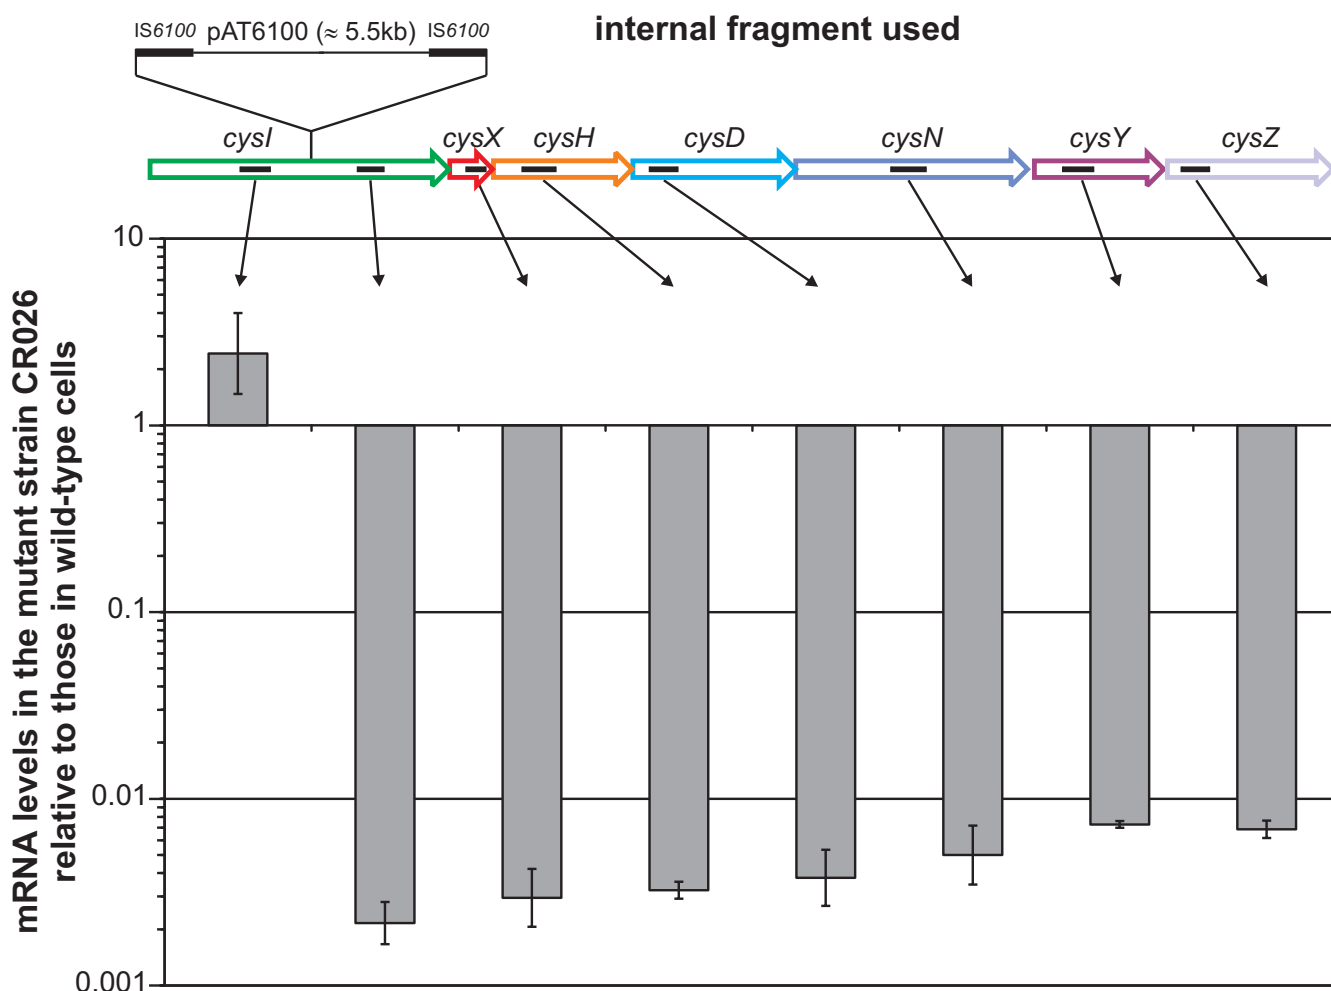 internal fragment used
IS6100 pAT6100 (≈ 5.5kb) IS6100
cysI cysX cysH cysD cysN cysY cysZ
mRNA levels in the mutant strain CR026
relative to those in wild-type cells
10
1
0.1
0.01
0.001